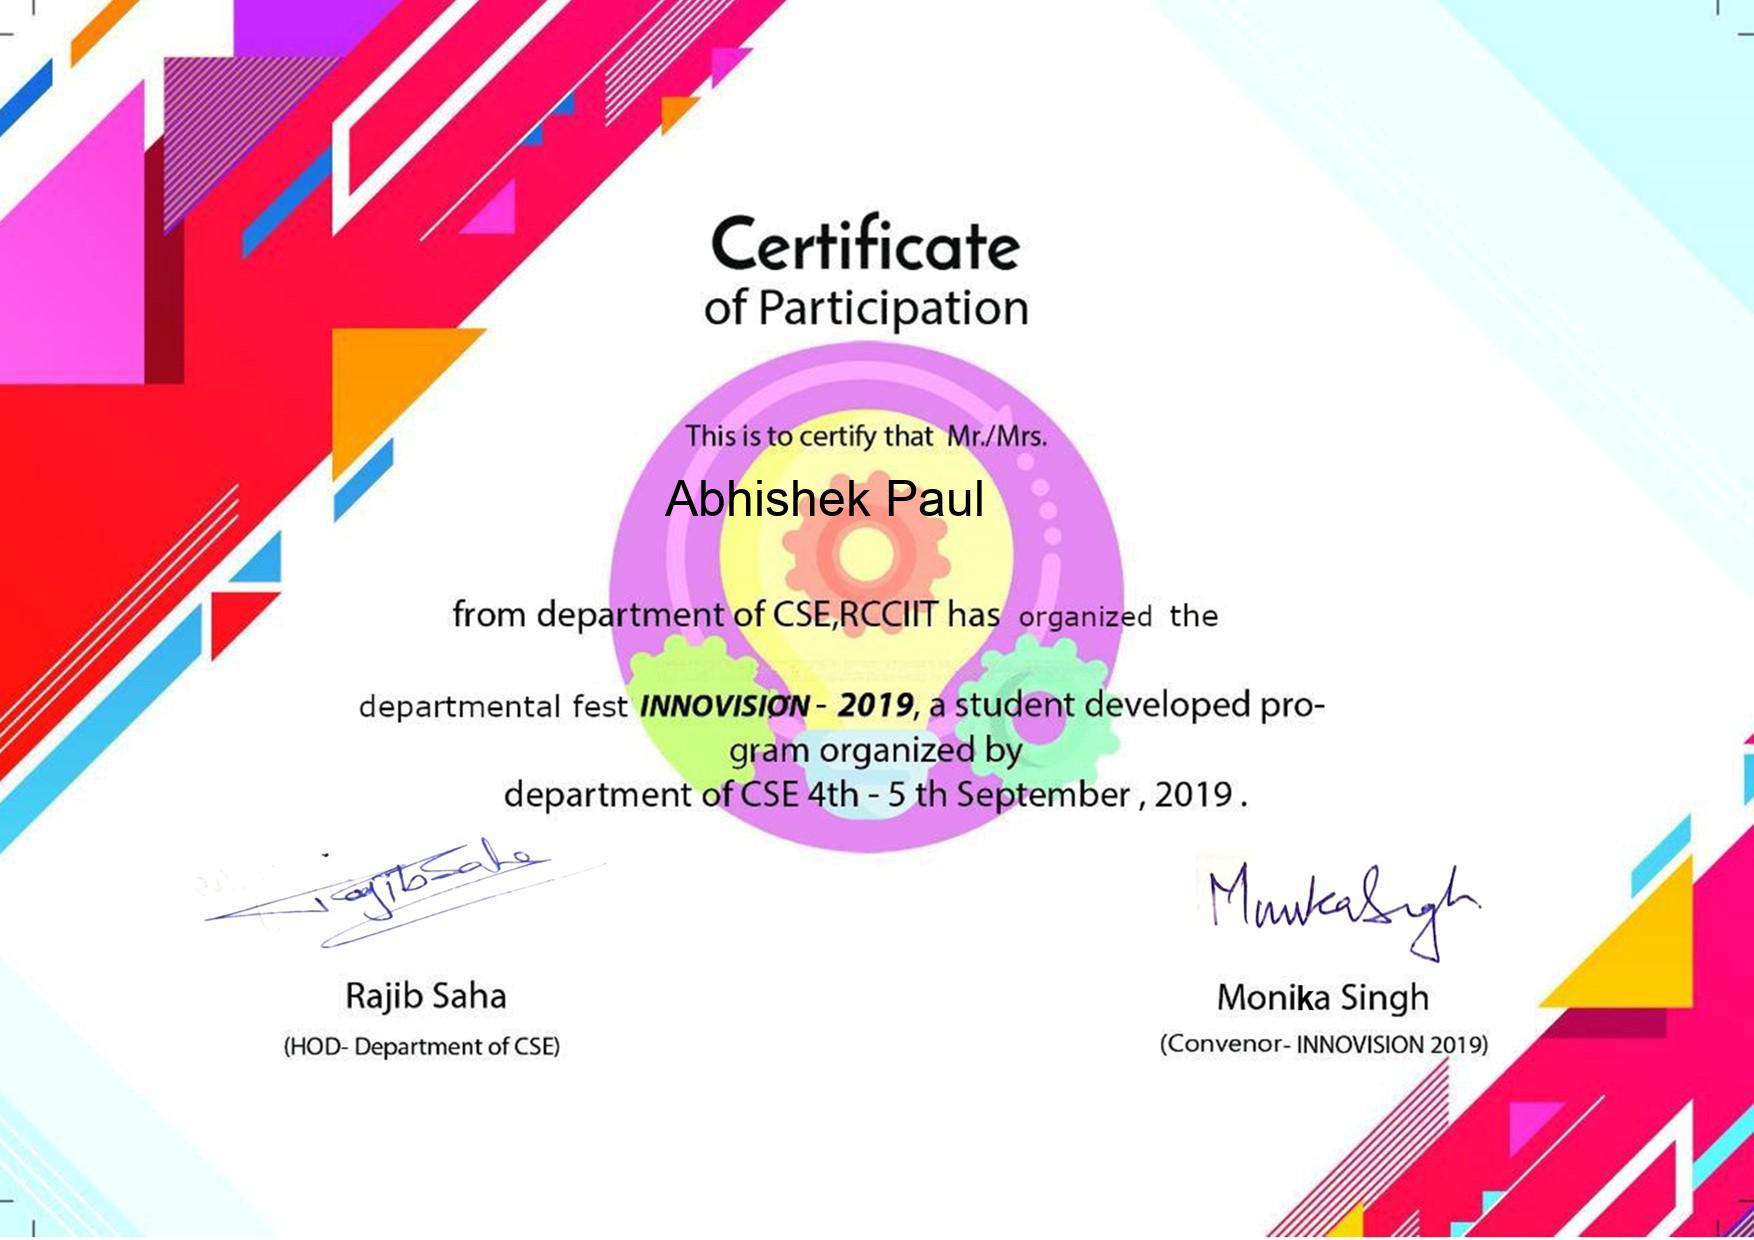 Certificate
of Participation
This is to certify that Mr./Mrs.
Abhishek Paul
from department of CSE,RCCIIT has organized the
departmental fest INNOVISION - 2019, a student developed pro-
gram organized by
department of CSE 4th - 5 th September , 2019 .
Rajib Saha
Monika Singh
Rajib Saha
Monika Singh
(HOD- Department of CSE)
(Convenor- INNOVISION 2019)